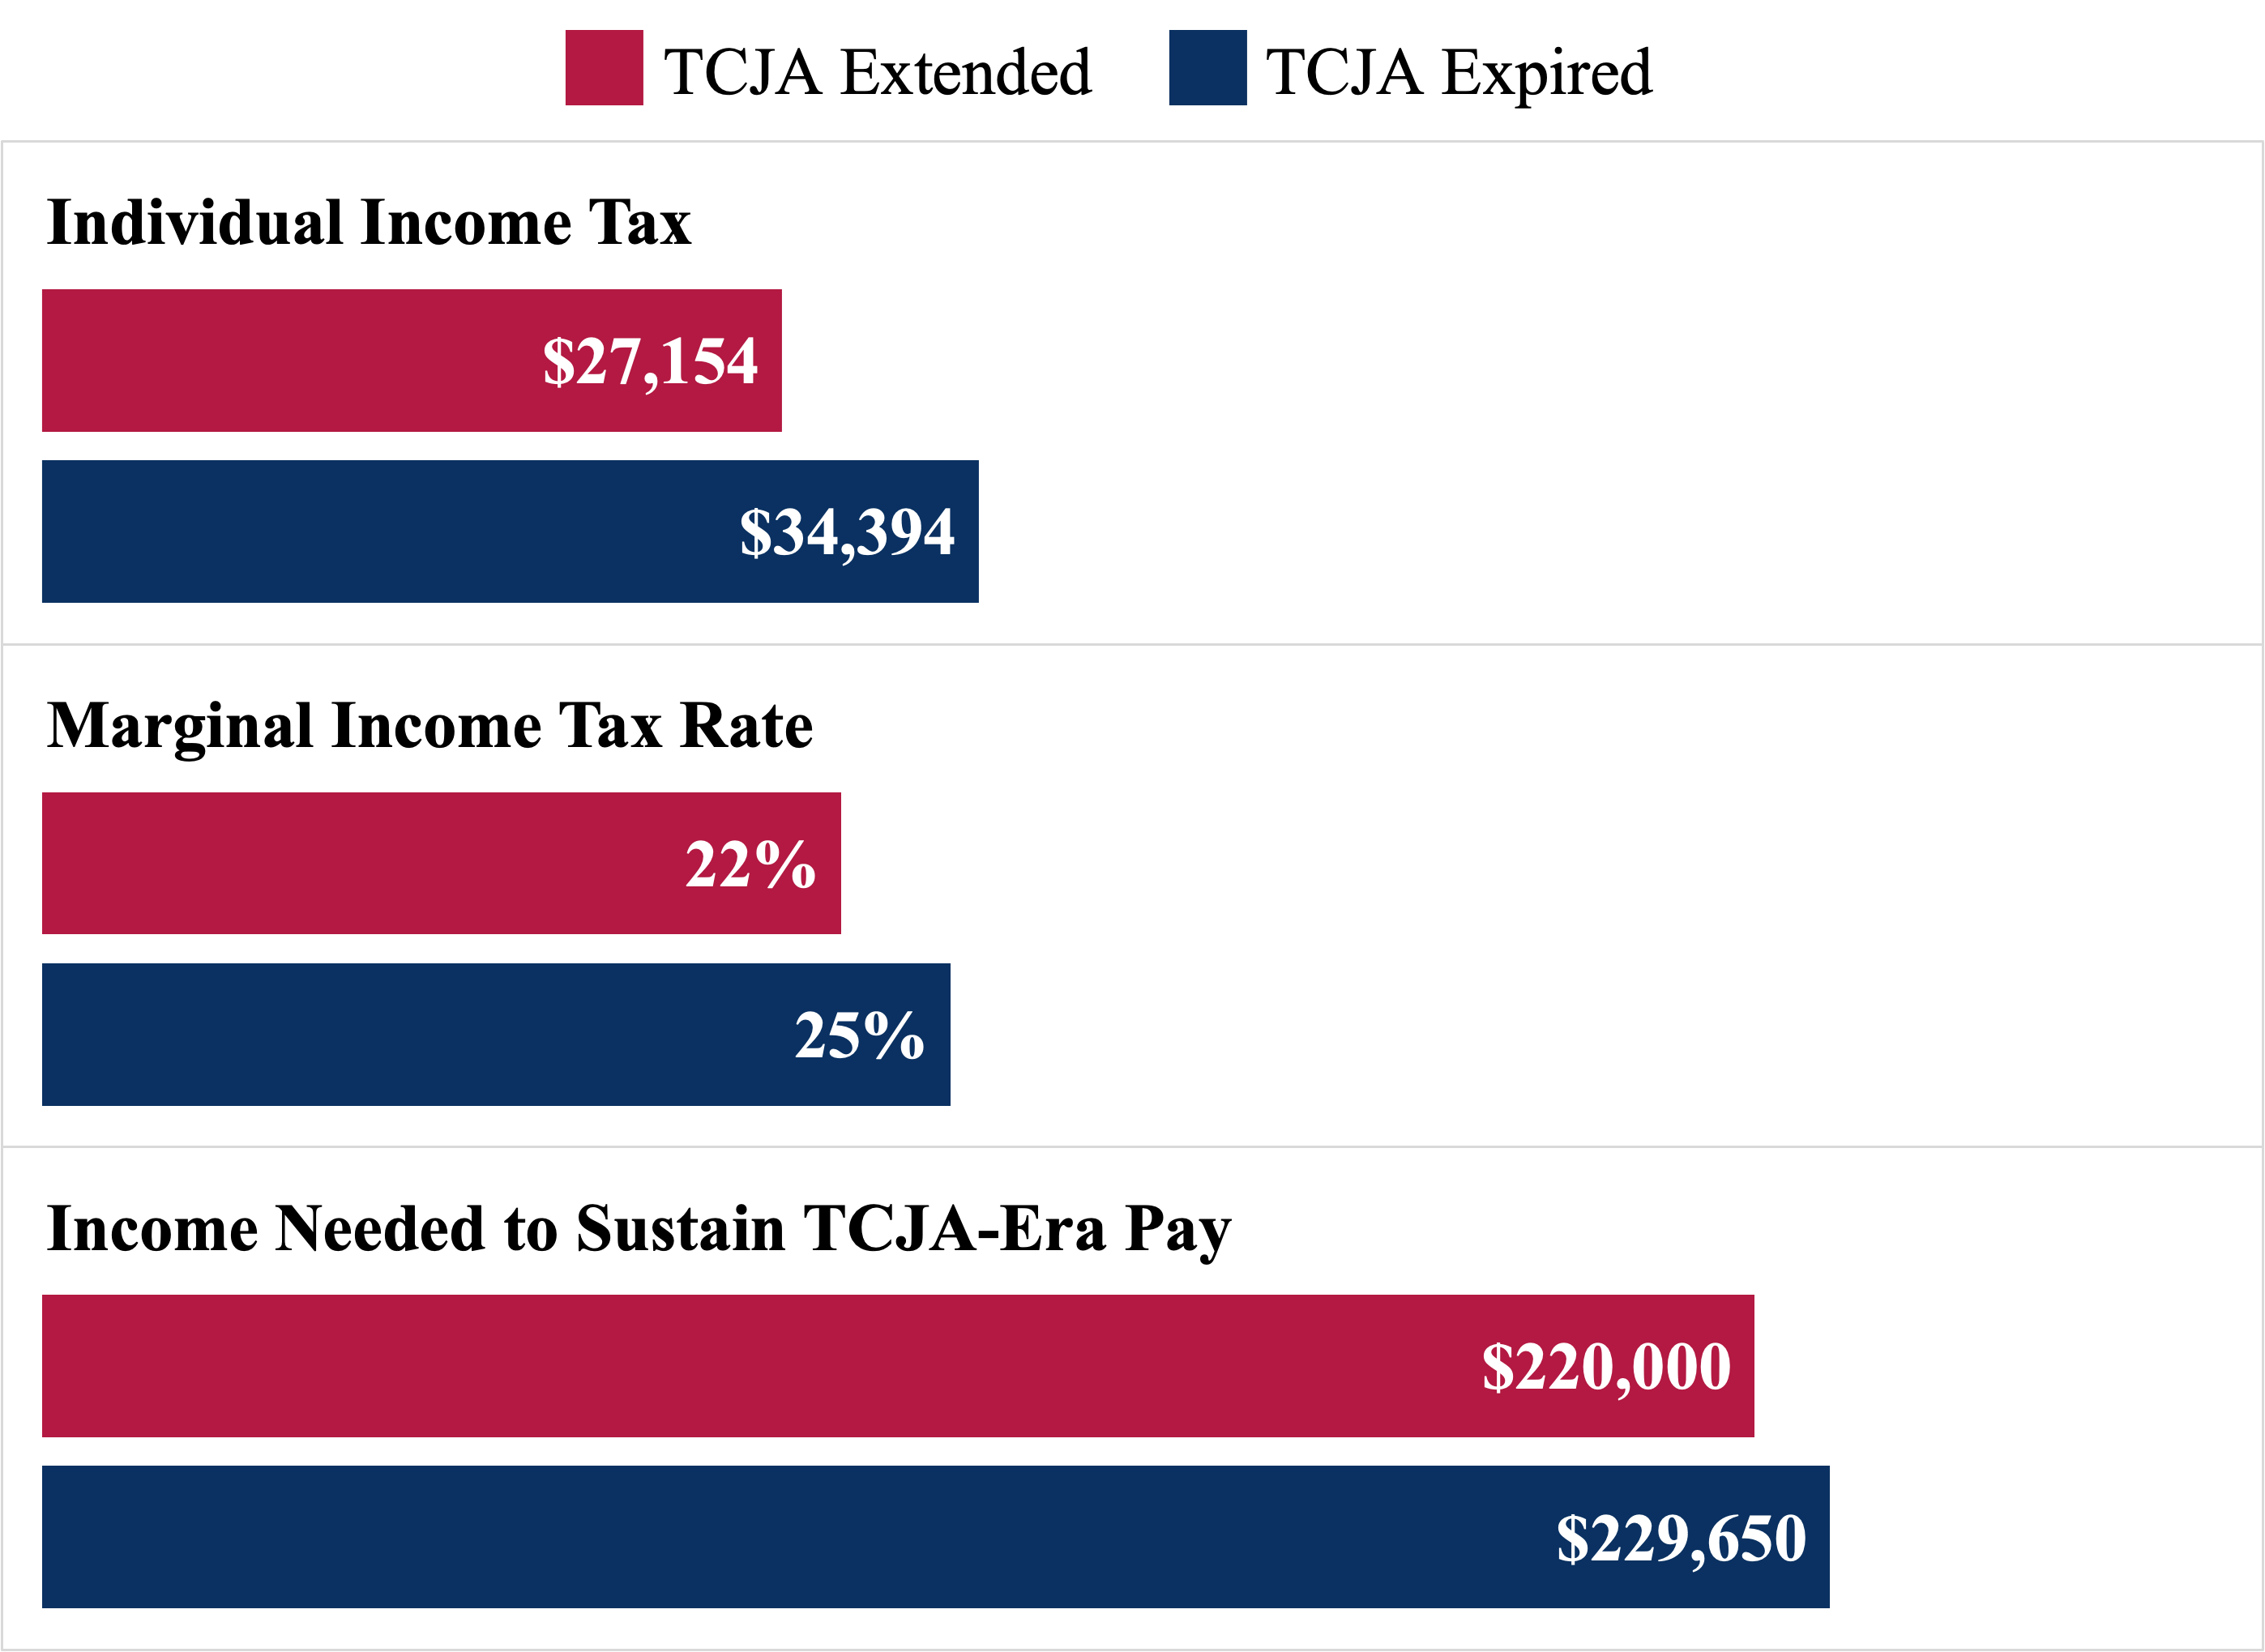 TCJA Extended TCJA Expired
Individual Income Tax
$27,154
$34,394
Marginal Income Tax Rate
22%
25%
Income Needed to Sustain TCJA-Era Pay
$220,000
$229,650